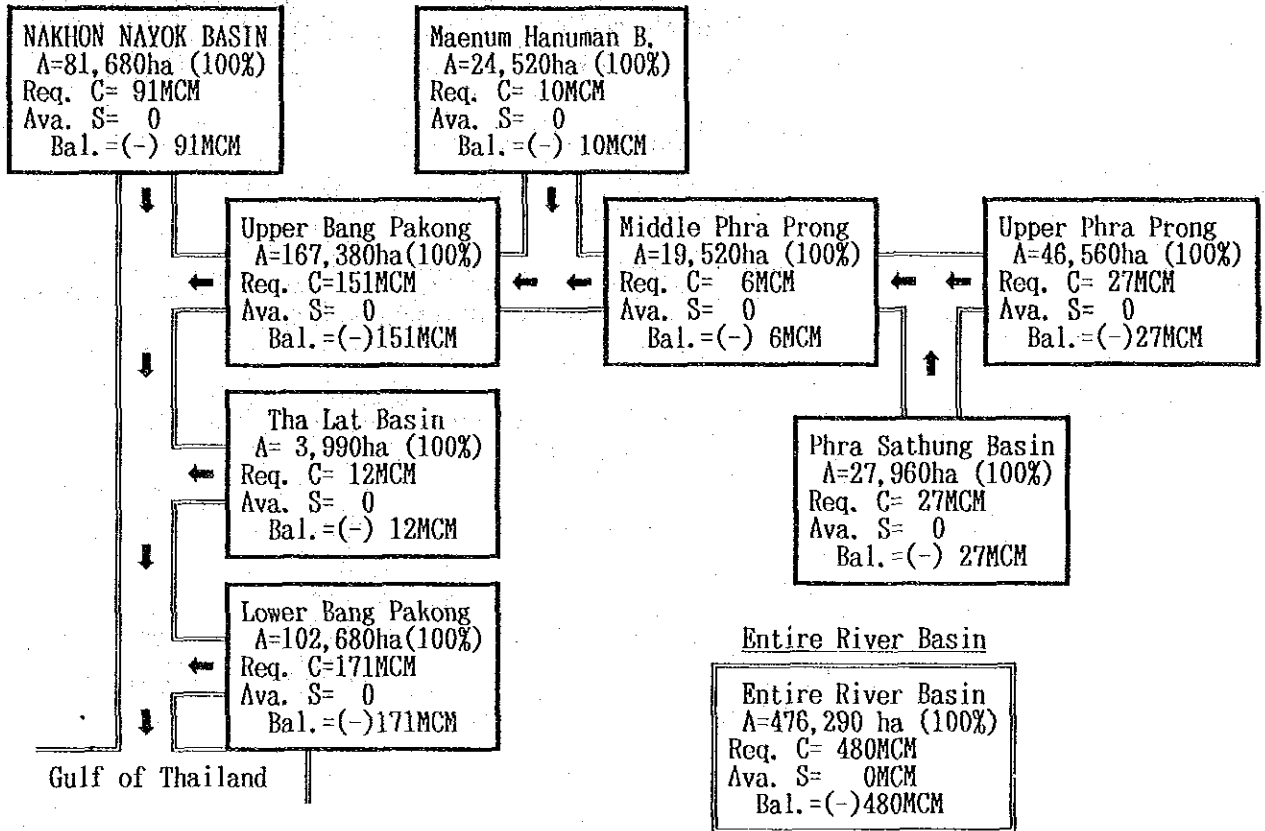 NAKHON NAYOK BASIN
A=81,680ha (100%)
Req. C= 91MCM
Ava. S= 0
Bal.=(-) 91MCM
Maenum Hanuman B.
A=24,520ha (100%)
Req. C= 10MCM
Ava. S= 0
Bal.=(-) 10MCM
Upper Bang Pakong
A=167,380ha(100%)
Req. C=151MCM
Ava. S= 0
Bal.=(-)151MCM
Middle Phra Prong
A=19,520ha (100%)
Req. C= 6MCM
Ava. S= 0
Bal.=(-) 6MCM
Upper Phra Prong
A=46,560ha (100%)
Req. C= 27MCM
Ava. S= 0
Bal.=(-)27MCM
Tha Lat Basin
A= 3,990ha (100%)
Req. C= 12MCM
Ava. S= 0
Bal.=(-) 12MCM
Phra Sathung Basin
A=27,960ha (100%)
Req. C= 27MCM
Ava. S= 0
Bal.=(-) 27MCM
Lower Bang Pakong
A=102,680ha(100%)
Req. C=171MCM
Ava. S= 0
Bal.=(-)171MCM
Gulf of Thailand
Entire River Basin
Entire River Basin
A=476,290 ha (100%)
Req. C= 480MCM
Ava. S= 0MCM
Bal.=(-)480MCM